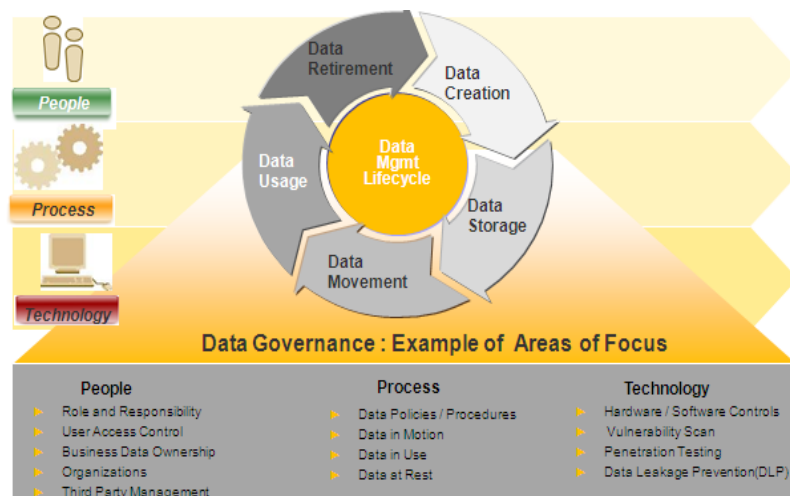 People
Process
Technology
Data
Retirement
Data
Creation
Data
Storage
Data
Movement
Data
Usage
Data
Mgmt
Lifecycle
Data Governance : Example of Areas of Focus
People
Role and Responsibility
User Access Control
Business Data Ownership
Organizations
Third Party Management
Process
Data Policies / Procedures
Data in Motion
Data in Use
Data at Rest
Technology
Hardware / Software Controls
Vulnerability Scan
Penetration Testing
Data Leakage Prevention(DLP)